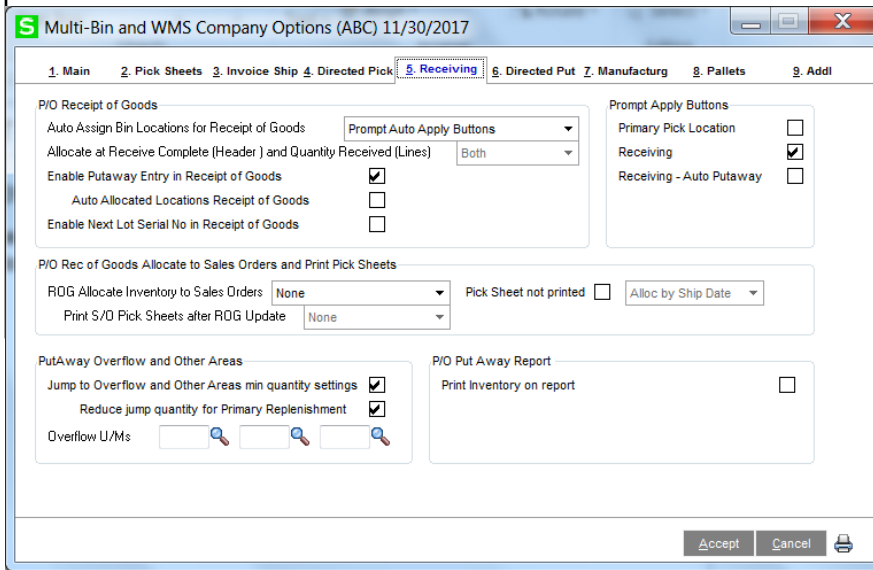 S Multi-Bin and WMS Company Options (ABC) 11/30/2017
1. Main 2. Pick Sheets 3. Invoice Ship 4. Directed Pick 5. Receiving 6. Directed Put 7. Manufacturg 8. Pallets 9. Addl
P/O Receipt of Goods
Auto Assign Bin Locations for Receipt of Goods Prompt Auto Apply Buttons
Allocate at Receive Complete (Header ) and Quantity Received (Lines) Both
Enable Putaway Entry in Receipt of Goods
Auto Allocated Locations Receipt of Goods
Enable Next Lot Serial No in Receipt of Goods
Prompt Apply Buttons
Primary Pick Location
Receiving
Receiving - Auto Putaway
P/O Rec of Goods Allocate to Sales Orders and Print Pick Sheets
ROG Allocate Inventory to Sales Orders None Pick Sheet not printed Alloc by Ship Date
Print S/O Pick Sheets after ROG Update None
PutAway Overflow and Other Areas
Jump to Overflow and Other Areas min quantity settings
Reduce jump quantity for Primary Replenishment
Overflow U/Ms
P/O Put Away Report
Print Inventory on report
Accept Cancel